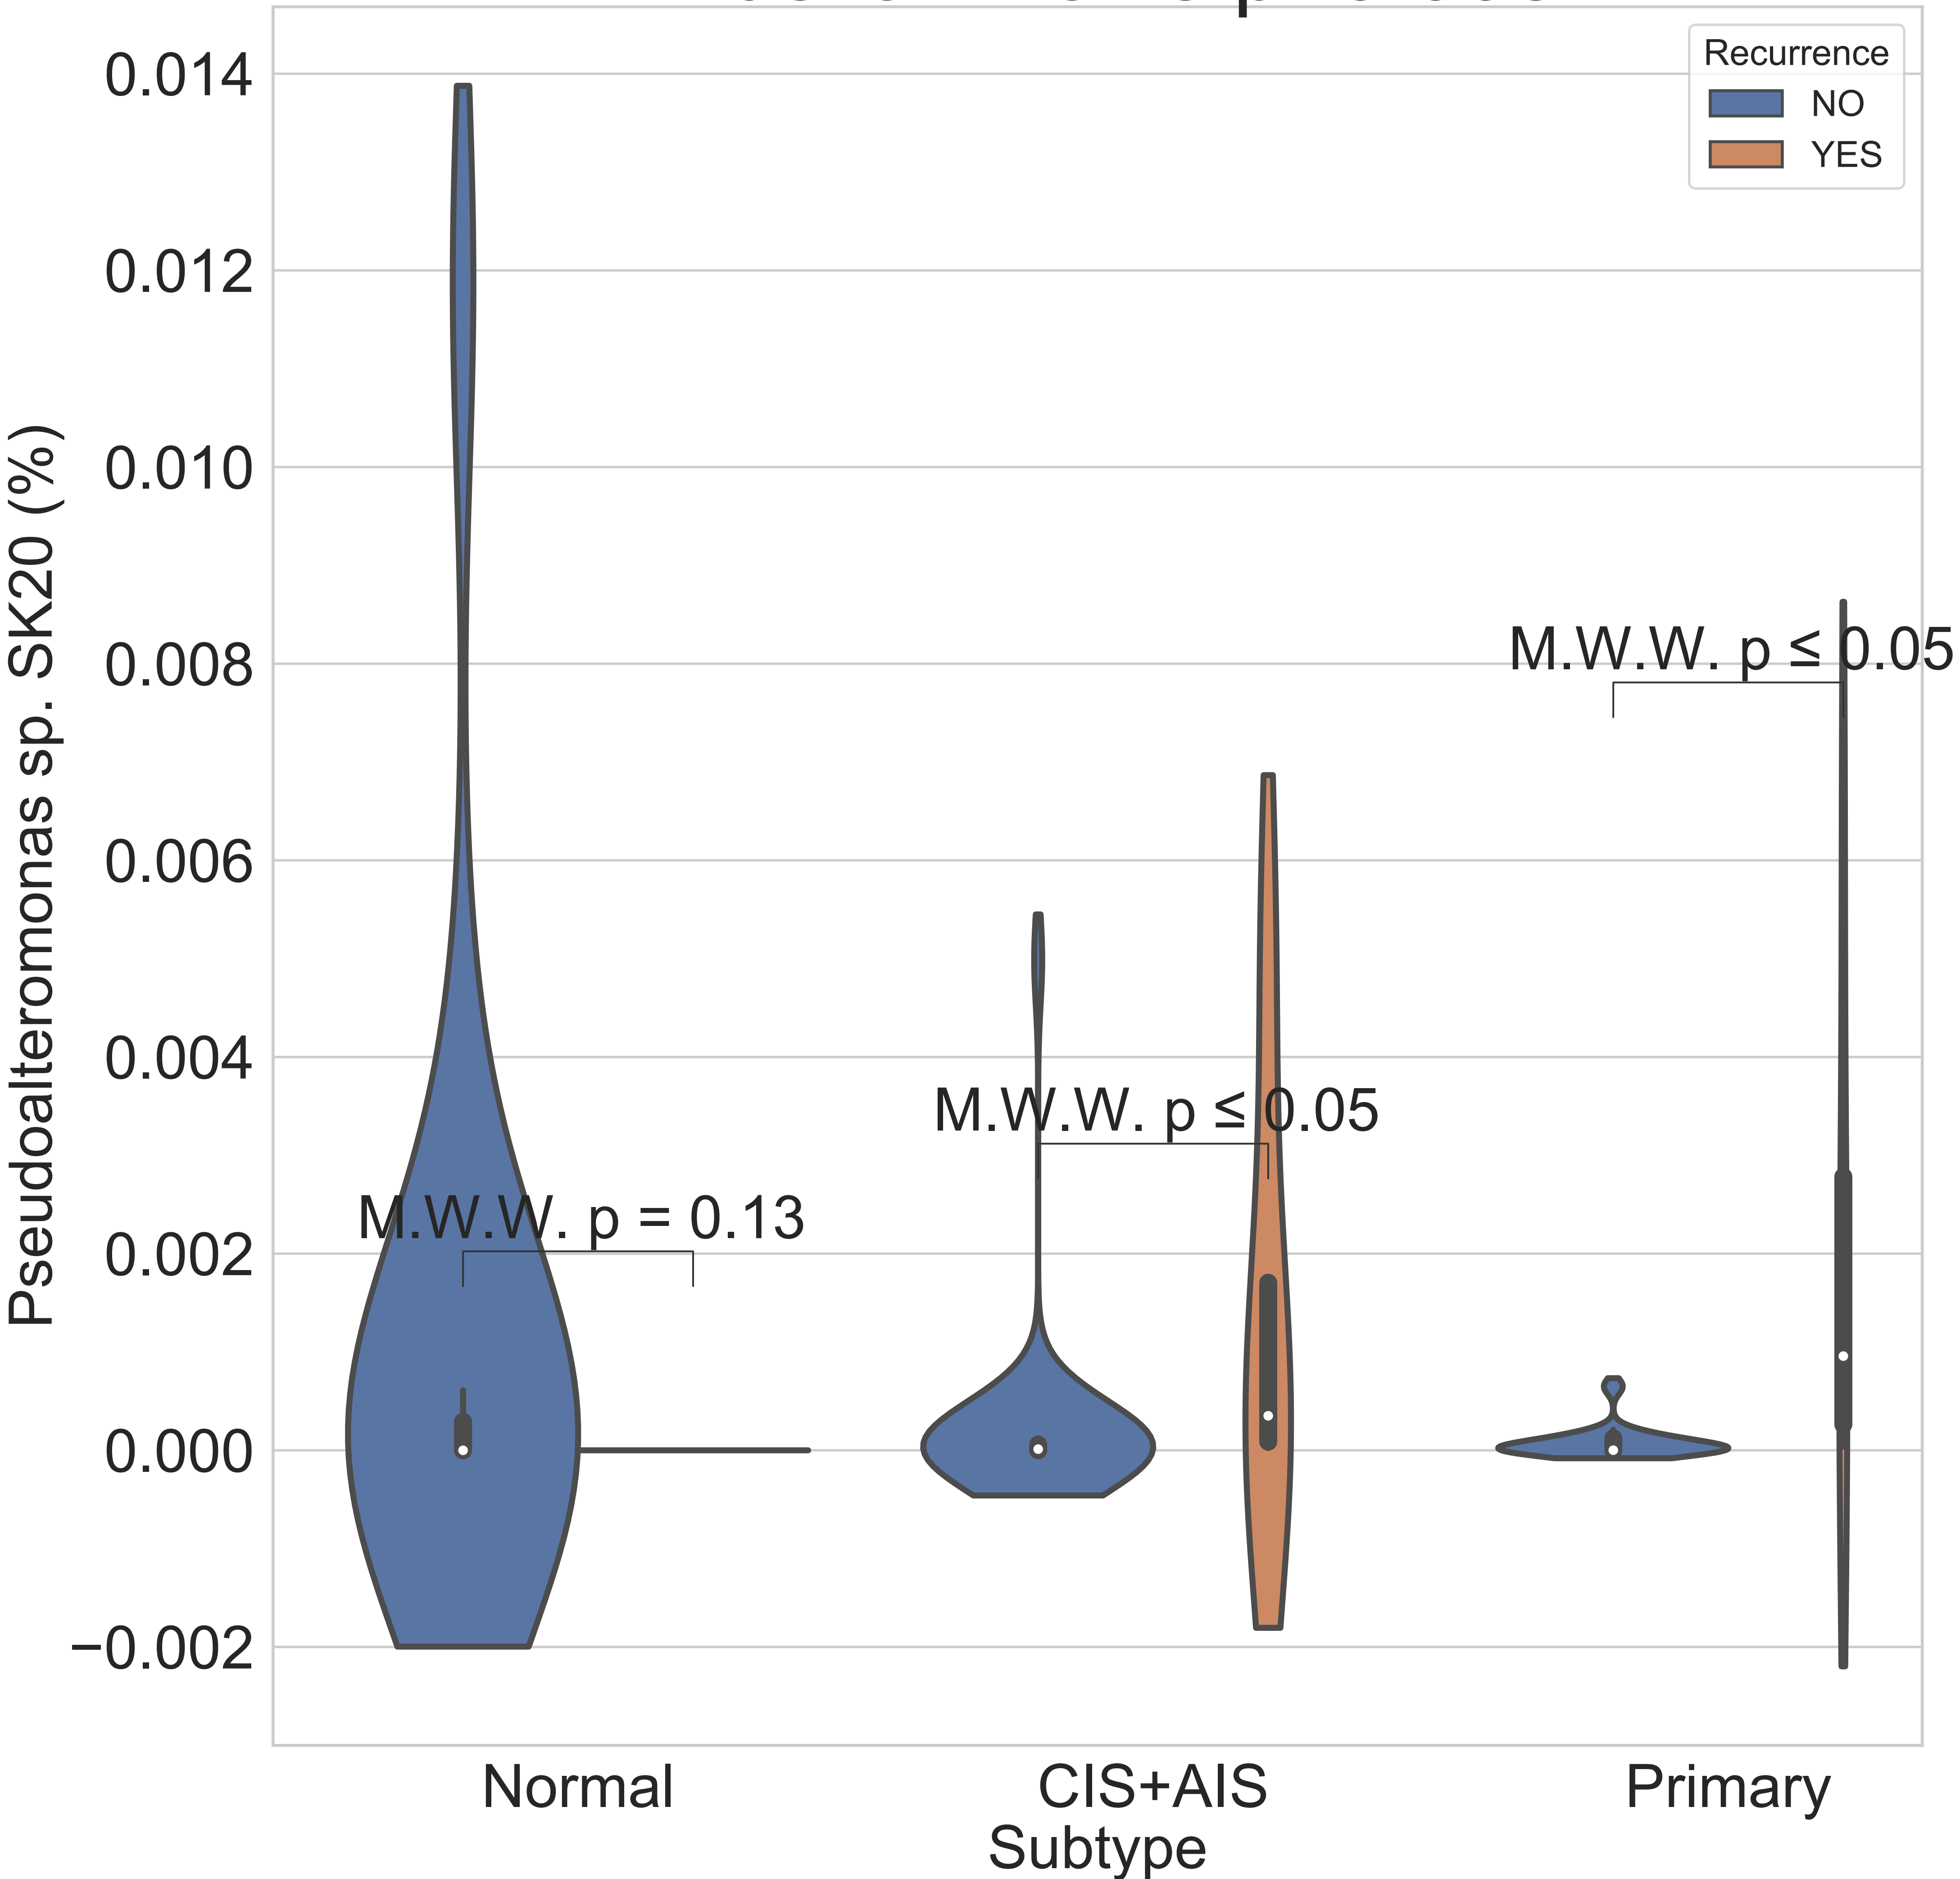 Recurrence
NO
YES
0.014
0.012
0.010
0.008
0.006
0.004
0.002
0.000
−0.002
Pseudoalteromonas sp. SK20 (%)
M.W.W. p ≤ 0.05
M.W.W. p ≤ 0.05
M.W.W. p = 0.13
Normal
CIS+AIS
Primary
Subtype